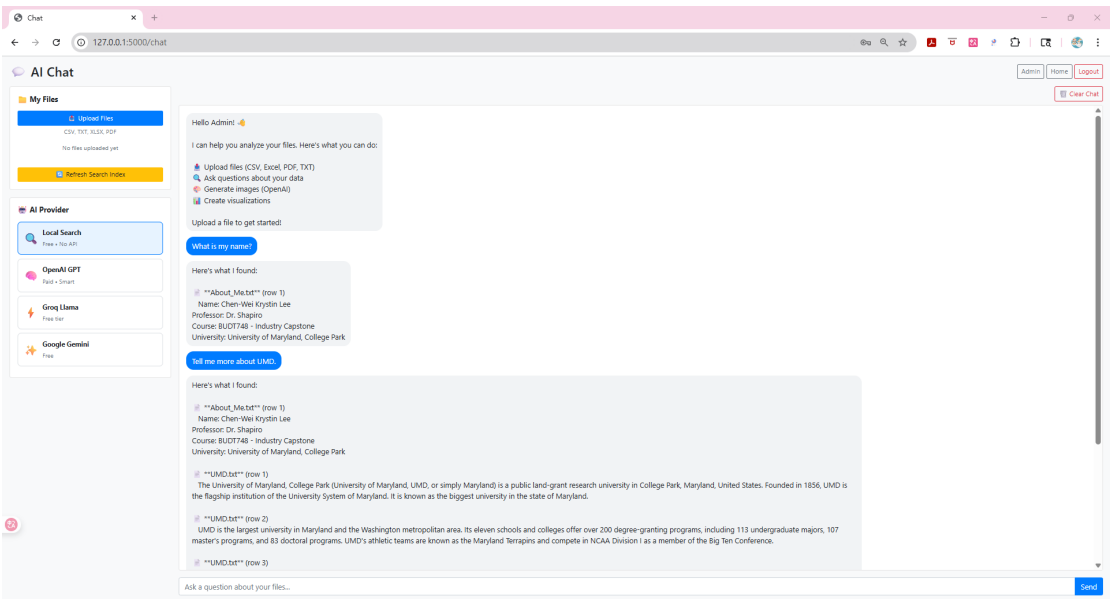 Chat
127.0.0.1:5000/chat
AI Chat
Admin
Home
Logout
Clear Chat
My Files
Upload Files
CSV, TXT, XLSX, PDF
No files uploaded yet
Refresh Search Index
AI Provider
Local Search
Free • No API
OpenAI GPT
Paid • Smart
Groq Llama
Free tier
Google Gemini
Free
Hello Admin!
I can help you analyze your files. Here's what you can do:
Upload files (CSV, Excel, PDF, TXT)
Ask questions about your data
Generate images (OpenAI)
Create visualizations
Upload a file to get started!
What is my name?
Here's what I found:
**About_Me.txt** (row 1)
Name: Chen-Wei Krystin Lee
Professor: Dr. Shapiro
Course: BUDT748 - Industry Capstone
University: University of Maryland, College Park
Tell me more about UMD.
Here's what I found:
**About_Me.txt** (row 1)
Name: Chen-Wei Krystin Lee
Professor: Dr. Shapiro
Course: BUDT748 - Industry Capstone
University: University of Maryland, College Park
**UMD.txt** (row 1)
The University of Maryland, College Park (University of Maryland, UMD, or simply Maryland) is a public land-grant research university in College Park, Maryland, United States. Founded in 1856, UMD is
the flagship institution of the University System of Maryland. It is known as the biggest university in the state of Maryland.
**UMD.txt** (row 2)
UMD is the largest university in Maryland and the Washington metropolitan area. Its eleven schools and colleges offer over 200 degree-granting programs, including 113 undergraduate majors, 107
master's programs, and 83 doctoral programs. UMD's athletic teams are known as the Maryland Terrapins and compete in NCAA Division I as a member of the Big Ten Conference.
**UMD.txt** (row 3)
Ask a question about your files...
Send